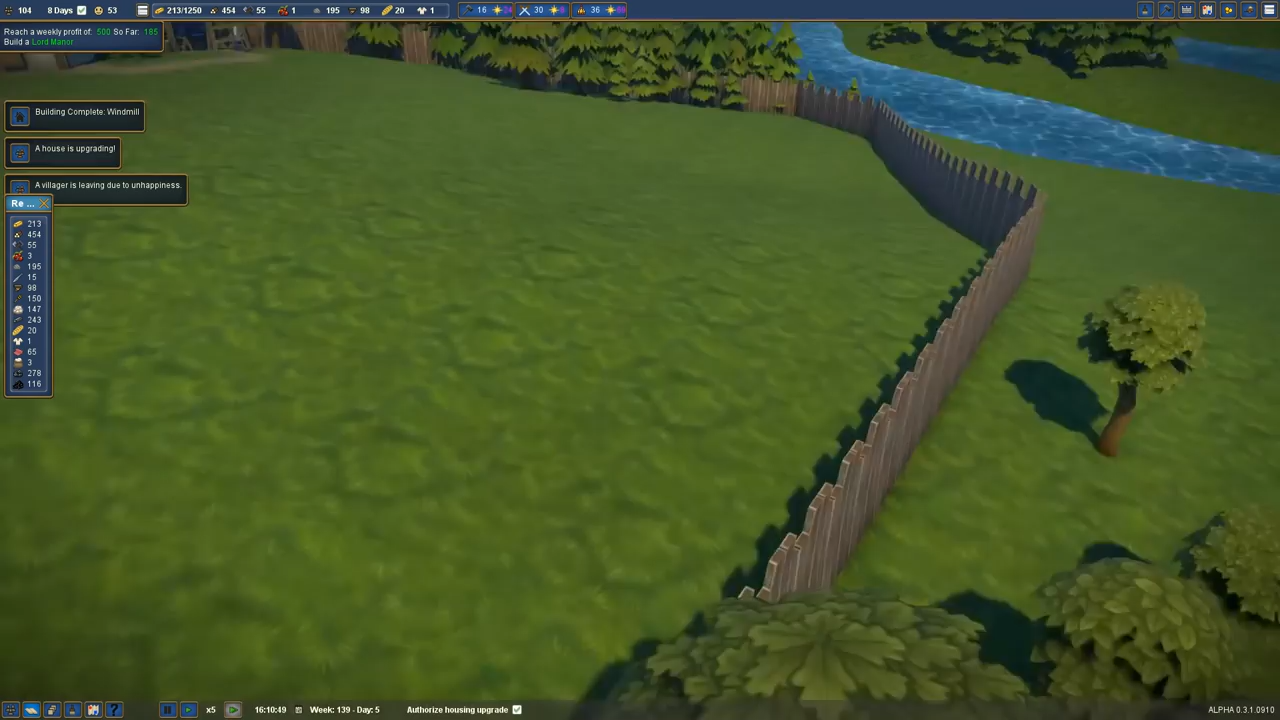 104 8 Days 53 213/1250 454 55 1 195 98 20 1 16 30 36
Reach a weekly profit of: 500 So Far: 185
Build a Lord Manor
Building Complete: Windmill
A house is upgrading!
A villager is leaving due to unhappiness.
Re ...
213
454
55
3
195
15
98
150
147
243
20
1
65
3
278
116
x5 16:10:49 Week: 139 - Day: 5 Authorize housing upgrade ALPHA 0.3.1.0910